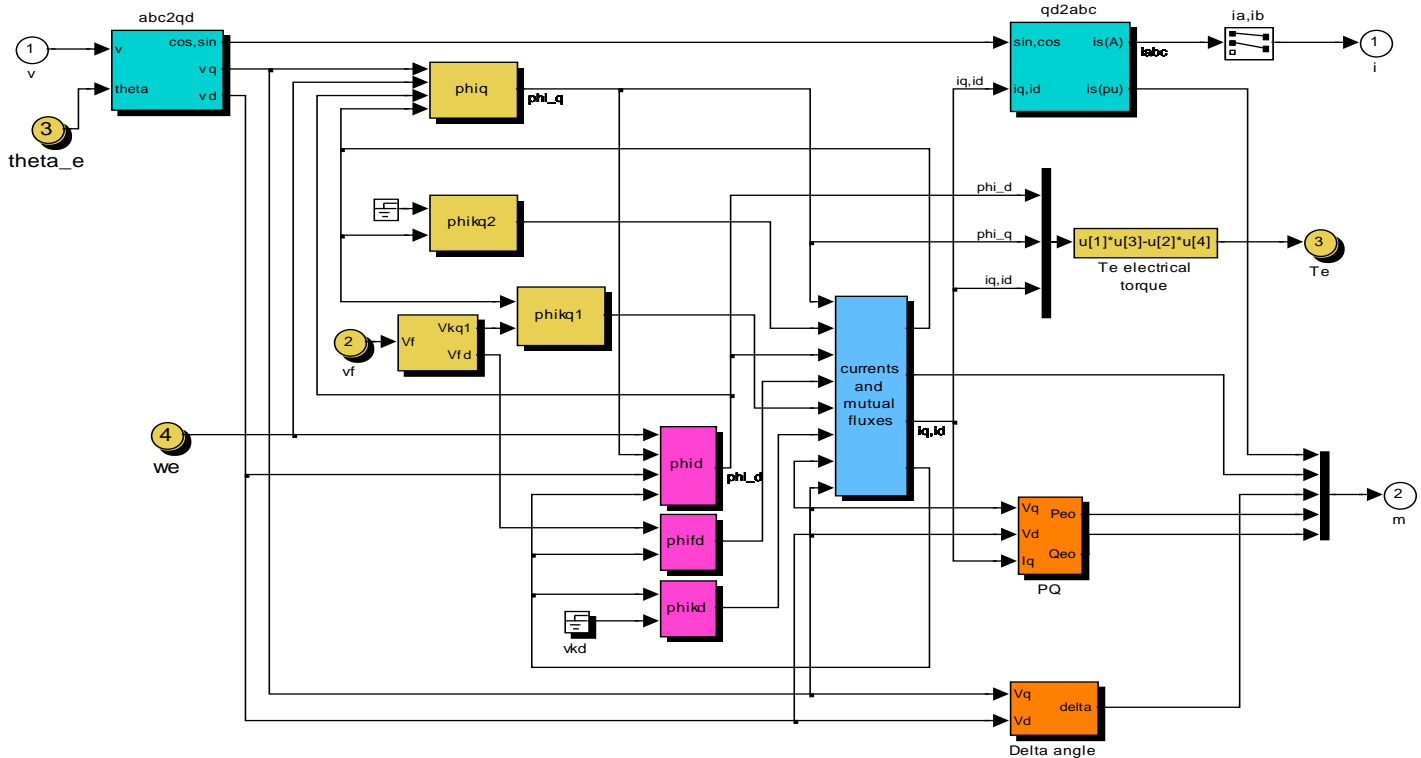 abc2qd
v
theta
cos,sin
vq
vd
1
v
3
theta_e
phiq
phi_q
phikq2
phikq1
2
vf
Vf
Vkq1
Vfd
4
we
phid
phi_d
phifd
phikd
vkd
currents
and
mutual
fluxes
iq,id
qd2abc
sin,cos
iq,id
is(A)
is(pu)
iq,id
iabc
ia,ib
1
i
phi_d
phi_q
iq,id
u[1]*u[3]-u[2]*u[4]
Te electrical
torque
3
Te
Vq
Vd
Iq
Peo
Qeo
PQ
2
m
Vq
Vd
delta
Delta angle